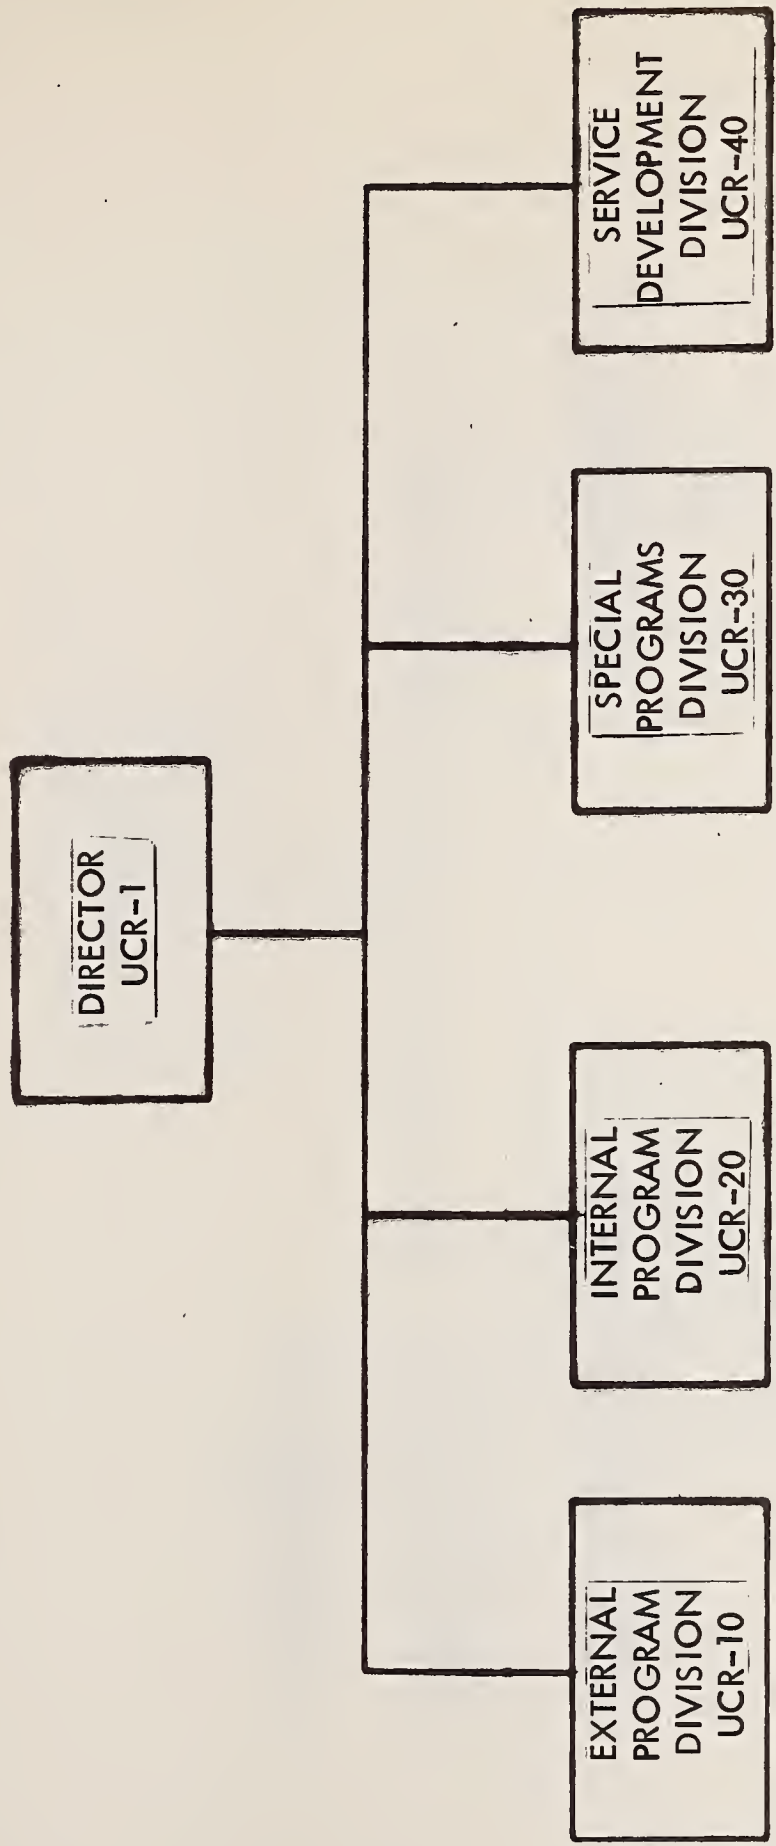 DIRECTOR
UCR-1
EXTERNAL
PROGRAM
DIVISION
UCR-10
INTERNAL
PROGRAM
DIVISION
UCR-20
SPECIAL
PROGRAMS
DIVISION
UCR-30
SERVICE
DEVELOPMENT
DIVISION
UCR-40